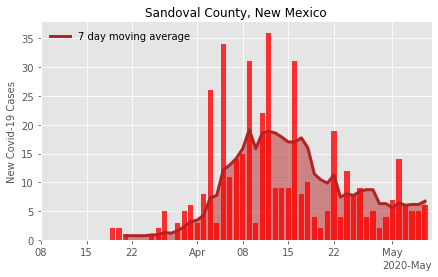 Sandoval County, New Mexico
7 day moving average
New Covid-19 Cases
35
30
25
20
15
10
5
0
08 15 22 Apr 08 15 22 May
2020-May